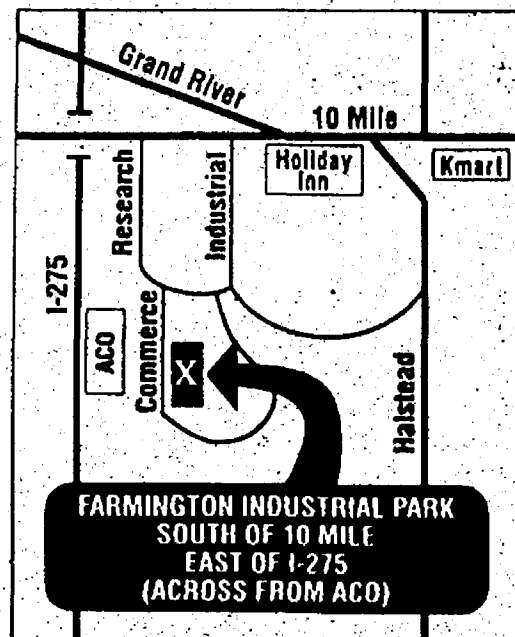 Grand River
10 Mile
Holiday
Inn
Kmart
Research
Industrial
I-275
ACO
Commerce
X
Halstead
FARMINGTON INDUSTRIAL PARK
SOUTH OF 10 MILE
EAST OF I-275
(ACROSS FROM ACO)